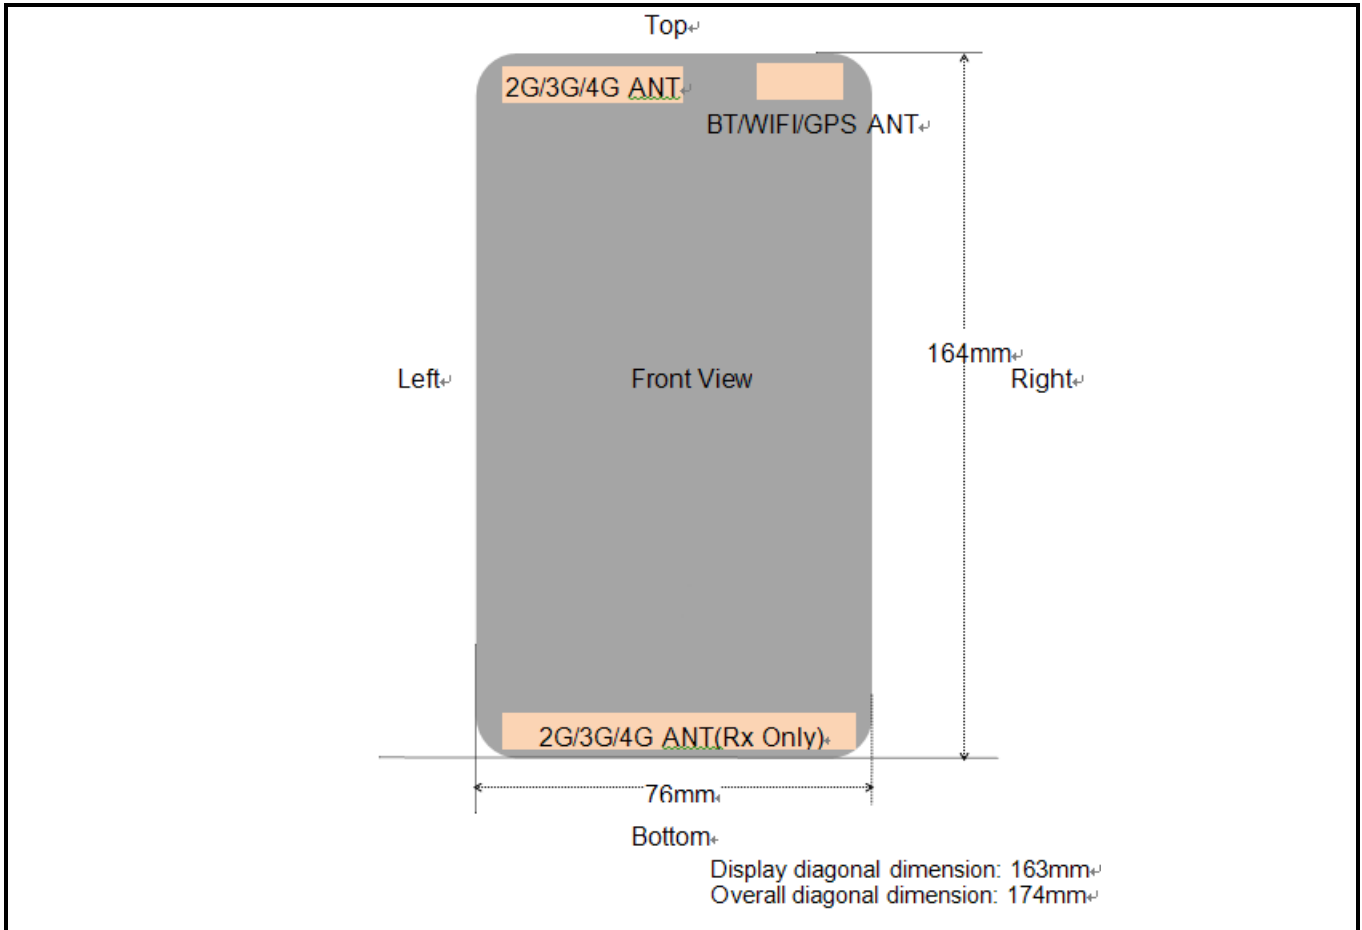 Top
2G/3G/4G ANT
BT/WIFI/GPS ANT
164mm
Left
Front View
Right
2G/3G/4G ANT(Rx Only)
76mm
Bottom
Display diagonal dimension: 163mm
Overall diagonal dimension: 174mm